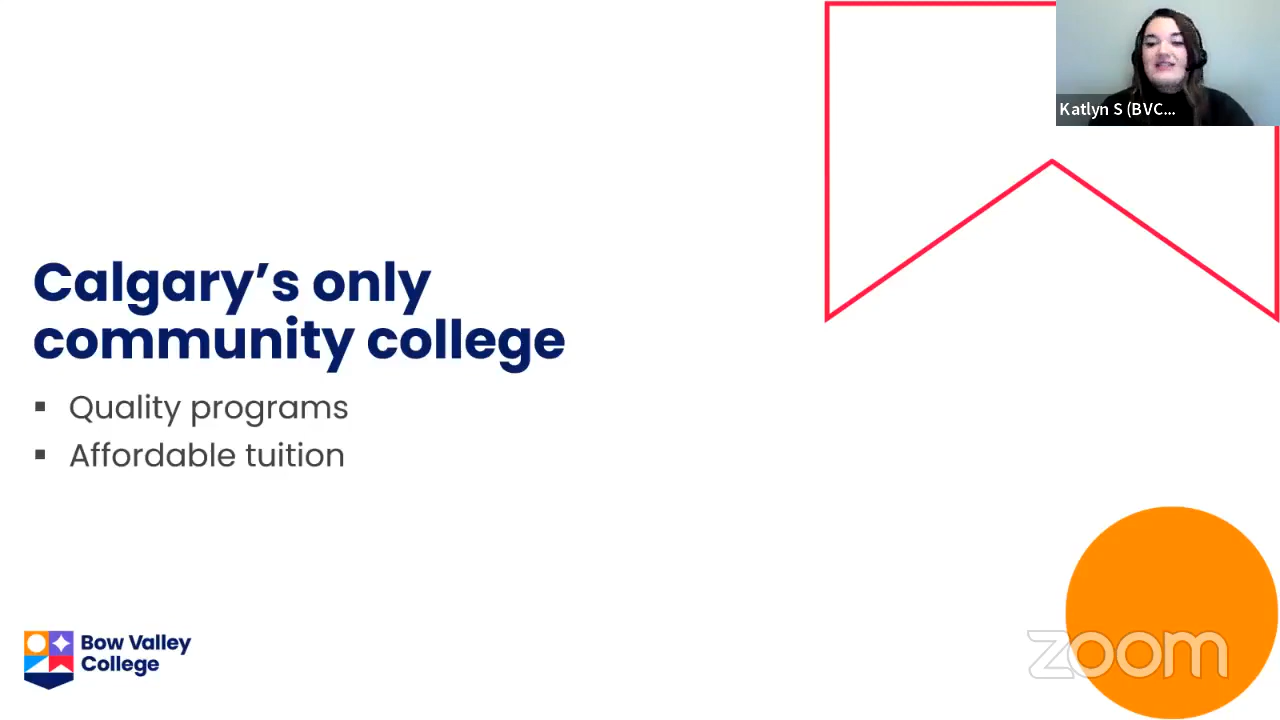 Katlyn S (BVC...
Calgary's only
community college
▪ Quality programs
▪ Affordable tuition
Bow Valley
College
zoom